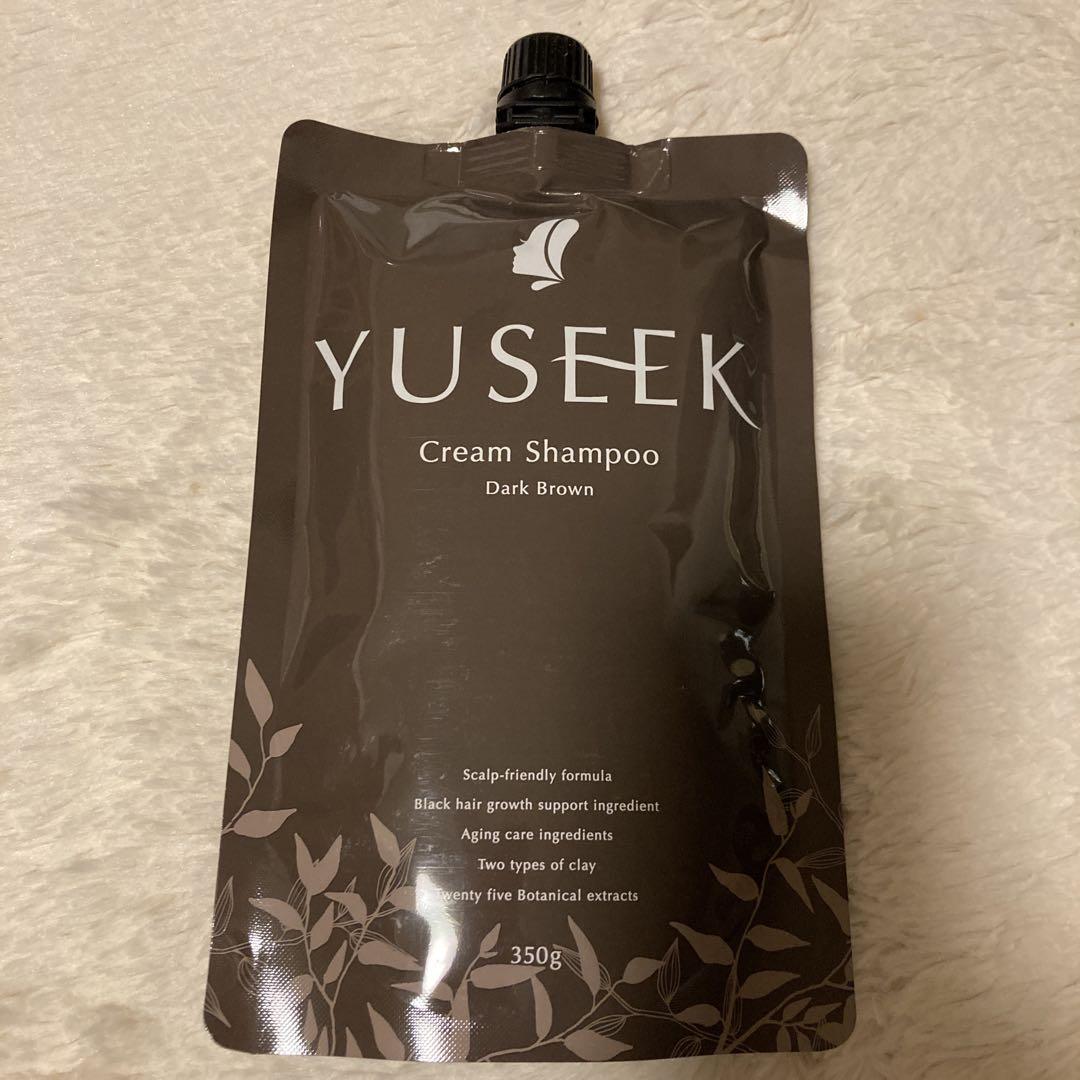 YUSEEK
Cream Shampoo
Dark Brown
Scalp-friendly formula
Black hair growth support ingredient
Aging care ingredients
Two types of clay
Twenty five Botanical extracts
350g